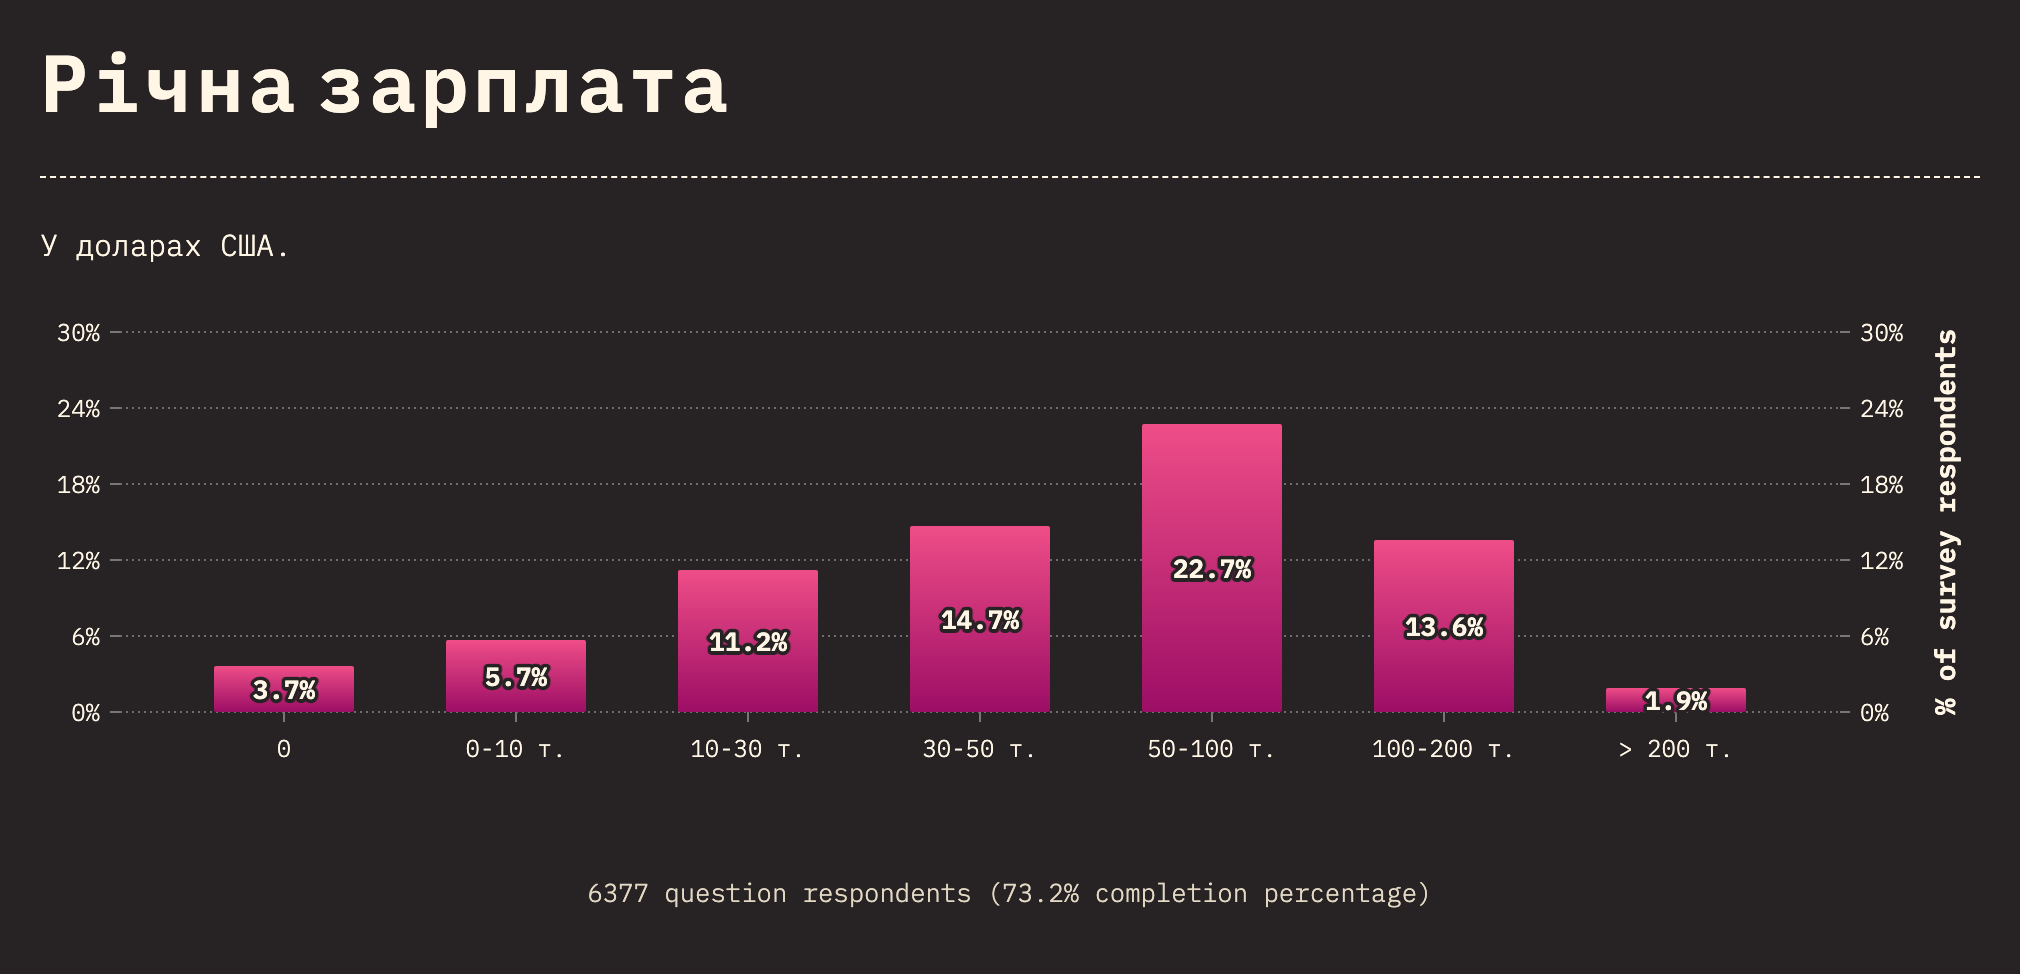 Річна зарплата
У доларах США.
30% 30%
24% 24%
18% 18%
12% 12%
6% 6%
0% 0%
3.7% 5.7% 11.2% 14.7% 22.7% 13.6% 1.9%
0 0-10 т. 10-30 т. 30-50 т. 50-100 т. 100-200 т. > 200 т.
% of survey respondents
6377 question respondents (73.2% completion percentage)